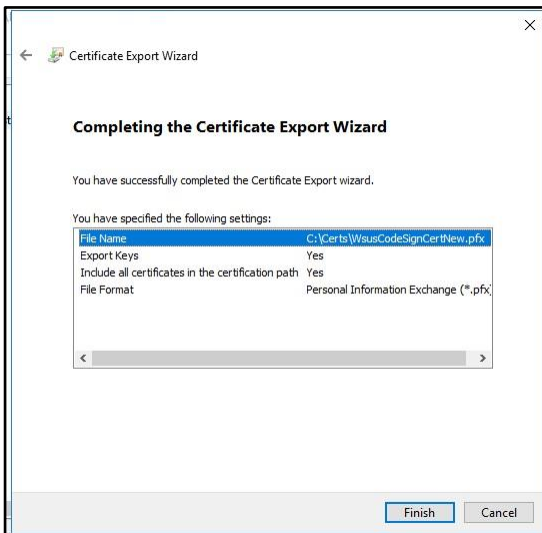 Certificate Export Wizard
Completing the Certificate Export Wizard
You have successfully completed the Certificate Export wizard.
You have specified the following settings:
File Name C:\Certs\WsusCodeSignCertNew.pfx
Export Keys Yes
Include all certificates in the certification path Yes
File Format Personal Information Exchange (*.pfx)
Finish Cancel